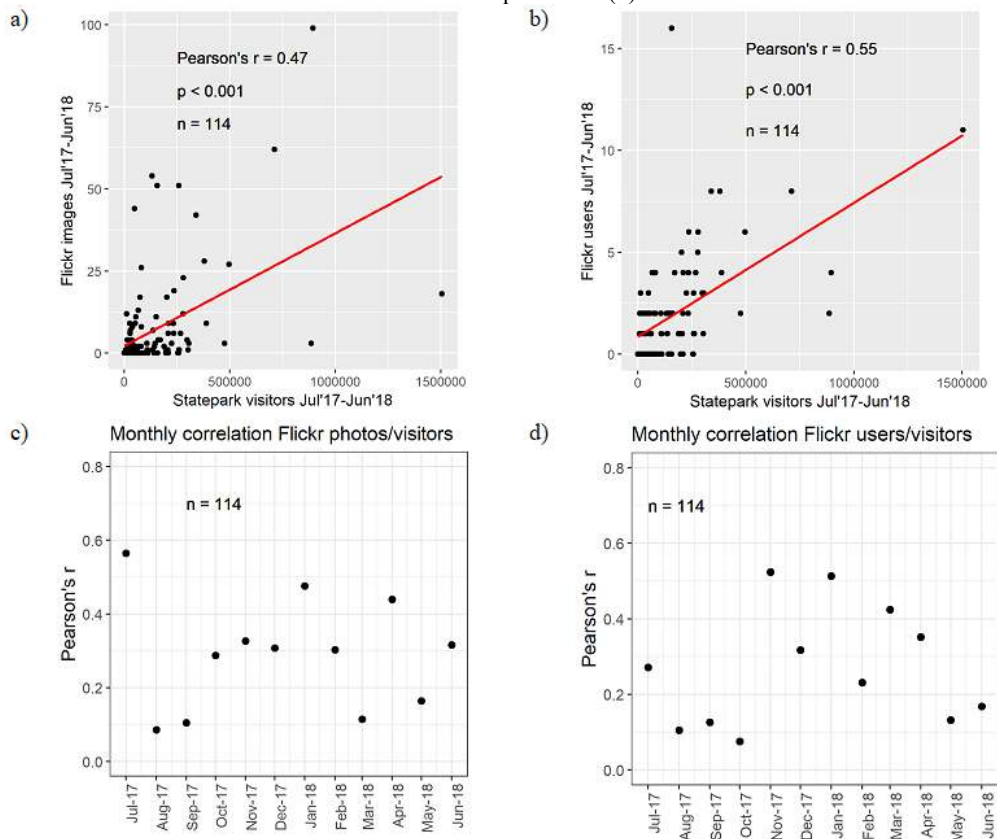 a)
Pearson's r = 0.47
p < 0.001
n = 114
100
75
50
25
0
Flickr images Jul'17-Jun'18
0
500000
1000000
1500000
Statepark visitors Jul'17-Jun'18
b)
Pearson's r = 0.55
p < 0.001
n = 114
15
10
5
0
Flickr users Jul'17-Jun'18
0
500000
1000000
1500000
Statepark visitors Jul'17-Jun'18
c)
Monthly correlation Flickr photos/visitors
n = 114
0.8
0.6
0.4
0.2
0.0
Pearson's r
Jul-17
Aug-17
Sep-17
Oct-17
Nov-17
Dec-17
Jan-18
Feb-18
Mar-18
Apr-18
May-18
Jun-18
d)
Monthly correlation Flickr users/visitors
n = 114
0.8
0.6
0.4
0.2
0.0
Pearson's r
Jul-17
Aug-17
Sep-17
Oct-17
Nov-17
Dec-17
Jan-18
Feb-18
Mar-18
Apr-18
May-18
Jun-18